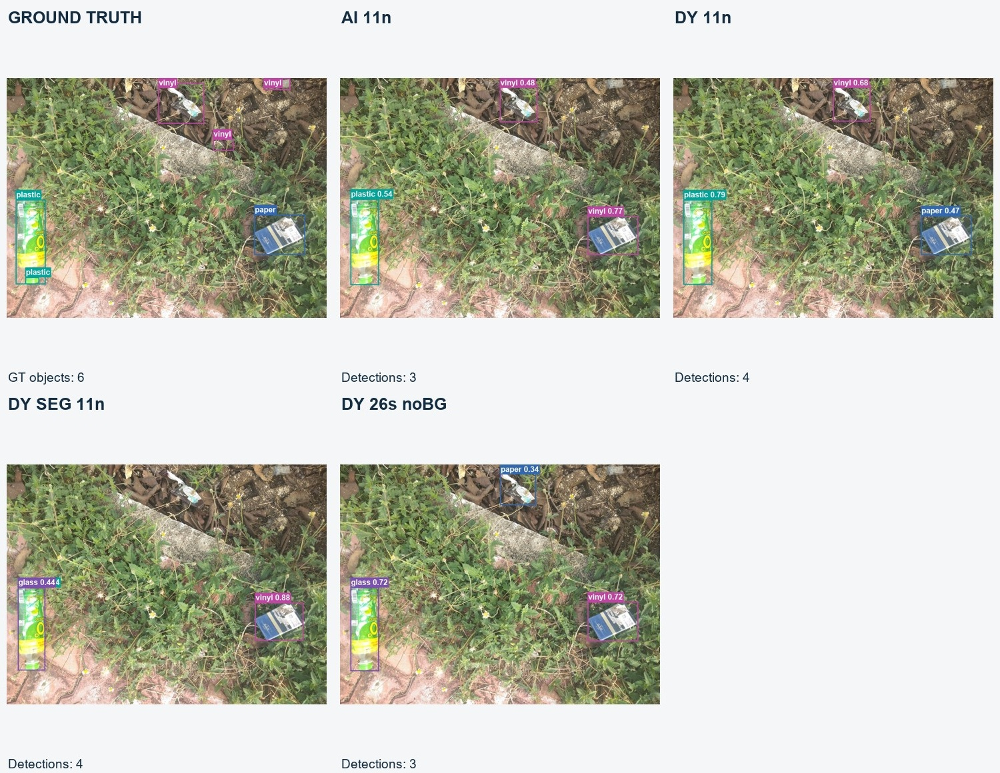 GROUND TRUTH
AI 11n
DY 11n
vinyl
vinyl
vinyl
plastic
paper
plastic
vinyl 0.48
plastic 0.54
vinyl 0.77
vinyl 0.68
plastic 0.79
paper 0.47
GT objects: 6
Detections: 3
Detections: 4
DY SEG 11n
DY 26s noBG
glass 0.44
vinyl 0.88
paper 0.34
glass 0.72
vinyl 0.72
Detections: 4
Detections: 3